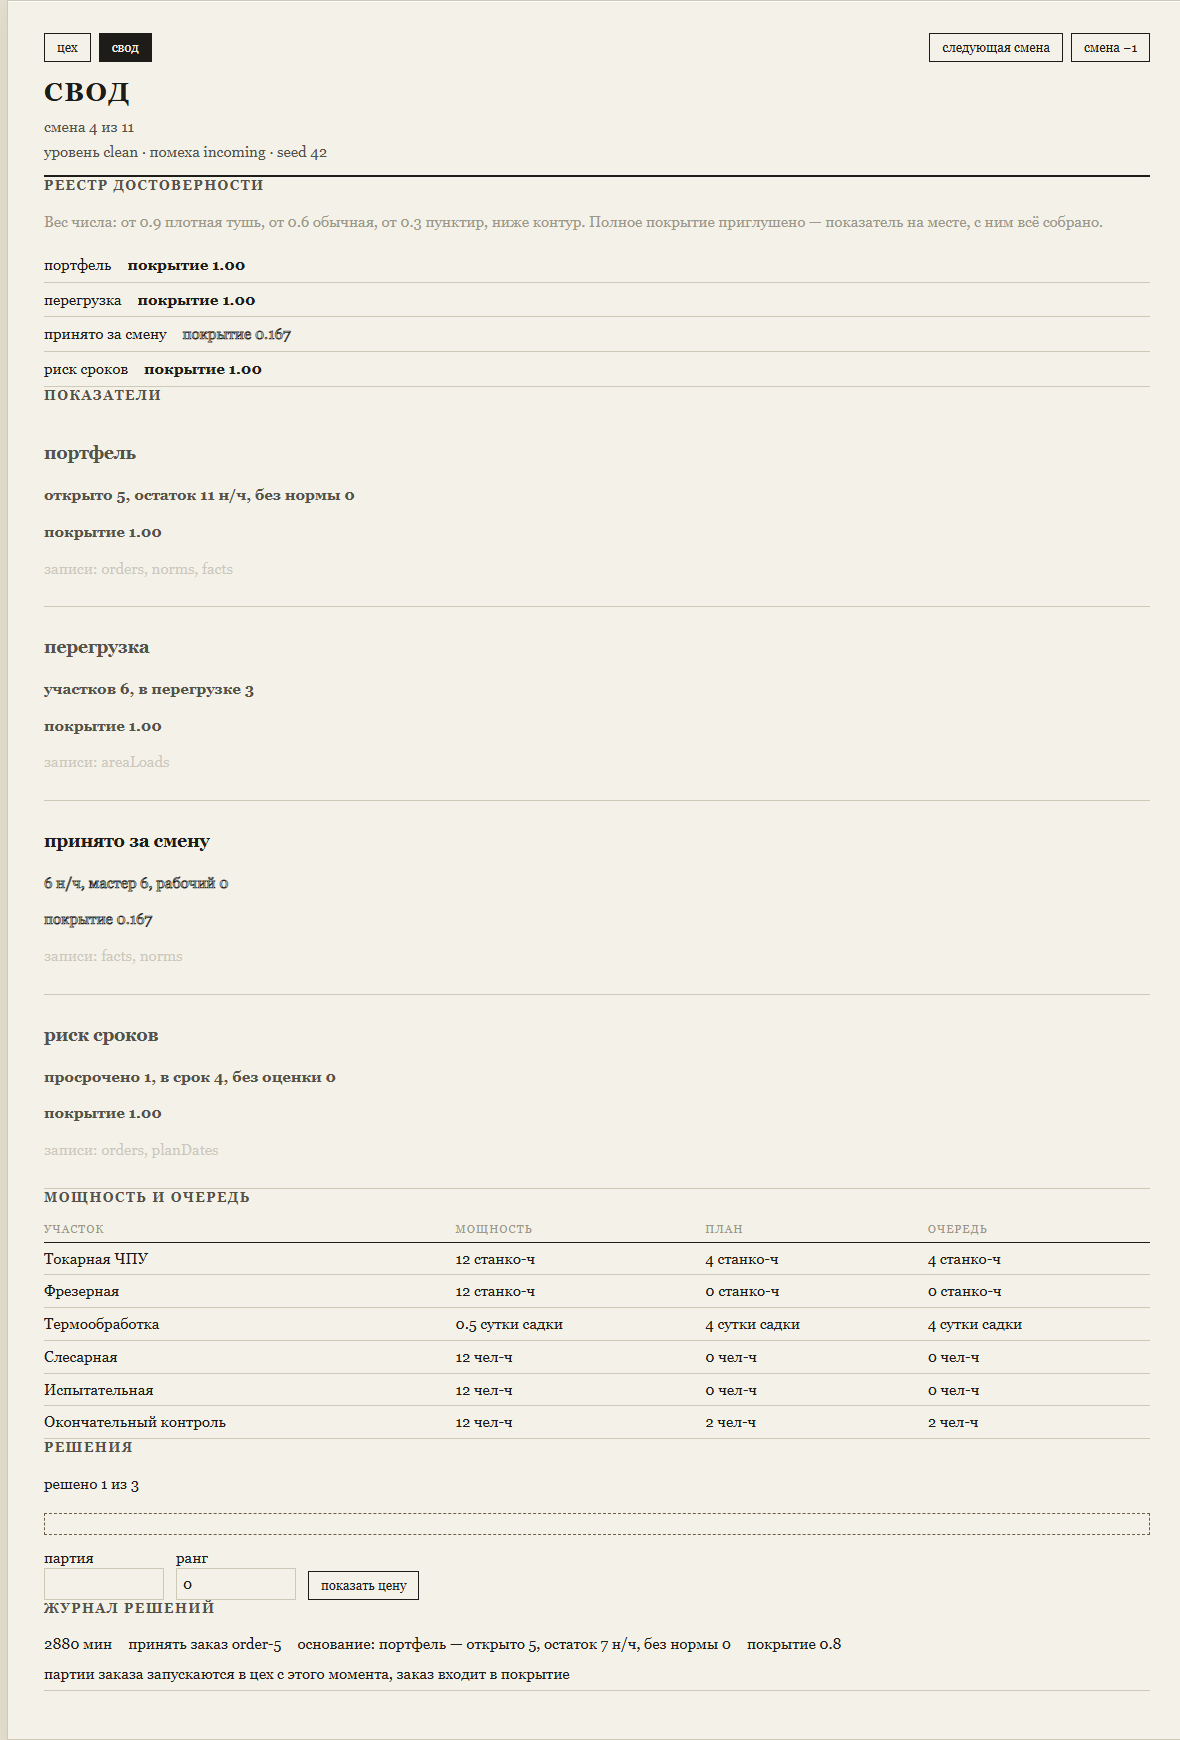 цех свод следующая смена смена −1
СВОД
смена 4 из 11
уровень clean · помеха incoming · seed 42
РЕЕСТР ДОСТОВЕРНОСТИ
Вес числа: от 0.9 плотная тушь, от 0.6 обычная, от 0.3 пунктир, ниже контур. Полное покрытие приглушено — показатель на месте, с ним всё собрано.
портфель покрытие 1.00
перегрузка покрытие 1.00
принято за смену покрытие 0.167
риск сроков покрытие 1.00
ПОКАЗАТЕЛИ
портфель
открыто 5, остаток 11 н/ч, без нормы 0
покрытие 1.00
записи: orders, norms, facts
перегрузка
участков 6, в перегрузке 3
покрытие 1.00
записи: areaLoads
принято за смену
6 н/ч, мастер 6, рабочий 0
покрытие 0.167
записи: facts, norms
риск сроков
просрочено 1, в срок 4, без оценки 0
покрытие 1.00
записи: orders, planDates
МОЩНОСТЬ И ОЧЕРЕДЬ
УЧАСТОК МОЩНОСТЬ ПЛАН ОЧЕРЕДЬ
Токарная ЧПУ 12 станко-ч 4 станко-ч 4 станко-ч
Фрезерная 12 станко-ч 0 станко-ч 0 станко-ч
Термообработка 0.5 сутки садки 4 сутки садки 4 сутки садки
Слесарная 12 чел-ч 0 чел-ч 0 чел-ч
Испытательная 12 чел-ч 0 чел-ч 0 чел-ч
Окончательный контроль 12 чел-ч 2 чел-ч 2 чел-ч
РЕШЕНИЯ
решено 1 из 3
партия ранг
0 показать цену
ЖУРНАЛ РЕШЕНИЙ
2880 мин принять заказ order-5 основание: портфель — открыто 5, остаток 7 н/ч, без нормы 0 покрытие 0.8
партии заказа запускаются в цех с этого момента, заказ входит в покрытие